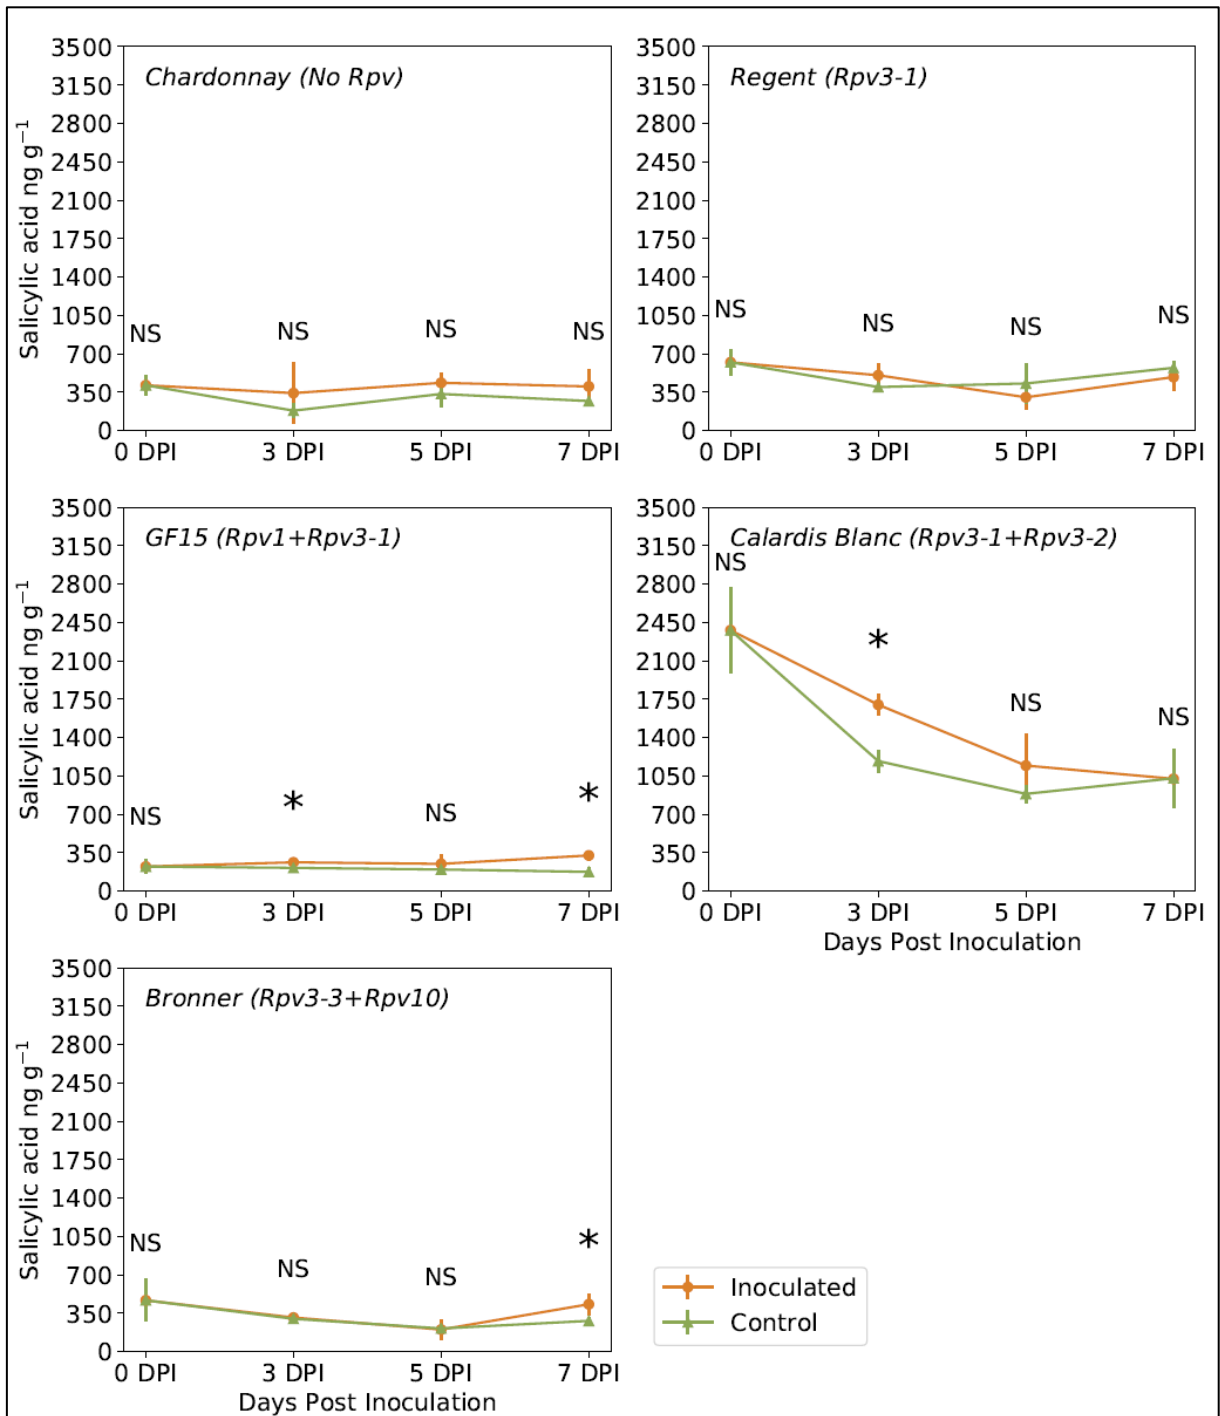 Chardonnay (No Rpv)
Salicylic acid ng g⁻¹
3500
3150
2800
2450
2100
1750
1400
1050
700
350
0
NS
NS
NS
NS
0 DPI
3 DPI
5 DPI
7 DPI
Regent (Rpv3-1)
3500
3150
2800
2450
2100
1750
1400
1050
700
350
0
NS
NS
NS
NS
0 DPI
3 DPI
5 DPI
7 DPI
GF15 (Rpv1+Rpv3-1)
Salicylic acid ng g⁻¹
3500
3150
2800
2450
2100
1750
1400
1050
700
350
0
NS
*
NS
*
0 DPI
3 DPI
5 DPI
7 DPI
Calardis Blanc (Rpv3-1+Rpv3-2)
3500
3150
2800
2450
2100
1750
1400
1050
700
350
0
NS
*
NS
NS
0 DPI
3 DPI
5 DPI
7 DPI
Days Post Inoculation
Bronner (Rpv3-3+Rpv10)
Salicylic acid ng g⁻¹
3500
3150
2800
2450
2100
1750
1400
1050
700
350
0
NS
NS
NS
*
0 DPI
3 DPI
5 DPI
7 DPI
Days Post Inoculation
Inoculated
Control